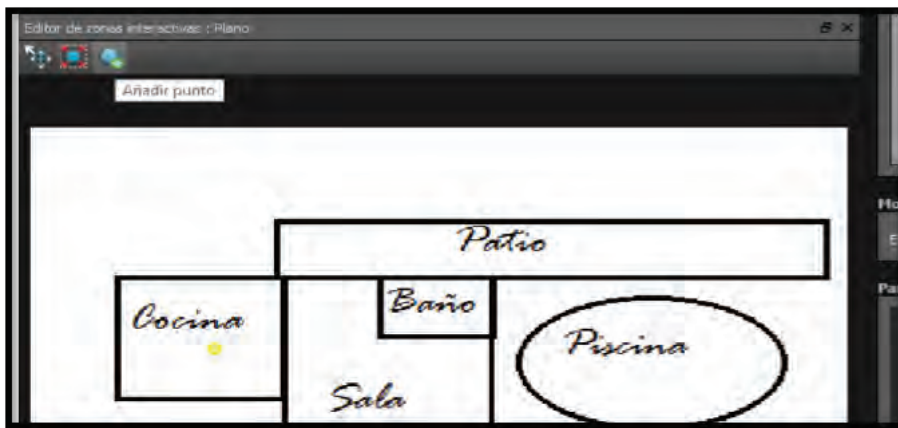 Editor de zonas interactivas : Plano
Añadir punto
Patio
Cocina
Baño
Piscina
Sala